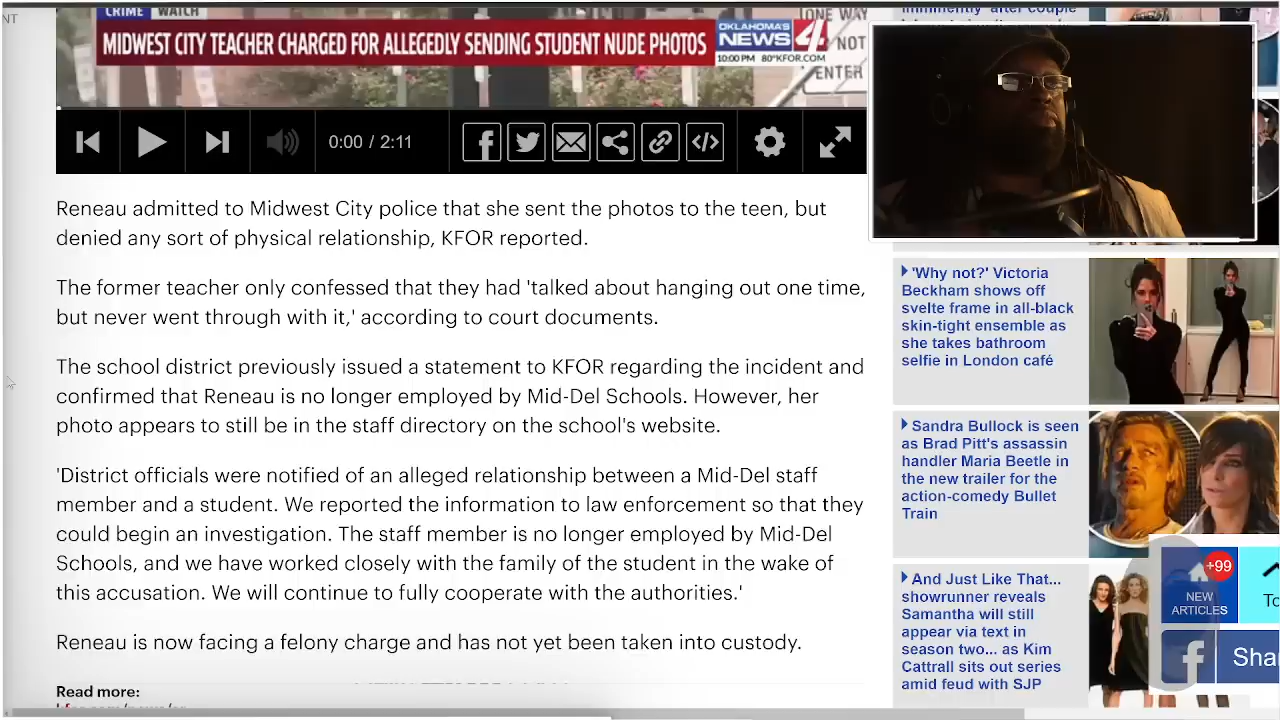 NT
CRIME WATCH
MIDWEST CITY TEACHER CHARGED FOR ALLEGEDLY SENDING STUDENT NUDE PHOTOS
OKLAHOMA'S
NEWS 4
10:00 PM 80° KFOR.COM
ONE WAY
NOT
ENTER
0:00 / 2:11
Reneau admitted to Midwest City police that she sent the photos to the teen, but
denied any sort of physical relationship, KFOR reported.
The former teacher only confessed that they had 'talked about hanging out one time,
but never went through with it,' according to court documents.
The school district previously issued a statement to KFOR regarding the incident and
confirmed that Reneau is no longer employed by Mid-Del Schools. However, her
photo appears to still be in the staff directory on the school's website.
'District officials were notified of an alleged relationship between a Mid-Del staff
member and a student. We reported the information to law enforcement so that they
could begin an investigation. The staff member is no longer employed by Mid-Del
Schools, and we have worked closely with the family of the student in the wake of
this accusation. We will continue to fully cooperate with the authorities.'
Reneau is now facing a felony charge and has not yet been taken into custody.
Read more:
'Why not?' Victoria
Beckham shows off
svelte frame in all-black
skin-tight ensemble as
she takes bathroom
selfie in London café
Sandra Bullock is seen
as Brad Pitt's assassin
handler Maria Beetle in
the new trailer for the
action-comedy Bullet
Train
And Just Like That...
showrunner reveals
Samantha will still
appear via text in
season two... as Kim
Cattrall sits out series
amid feud with SJP
+99
NEW
ARTICLES
To
Shar